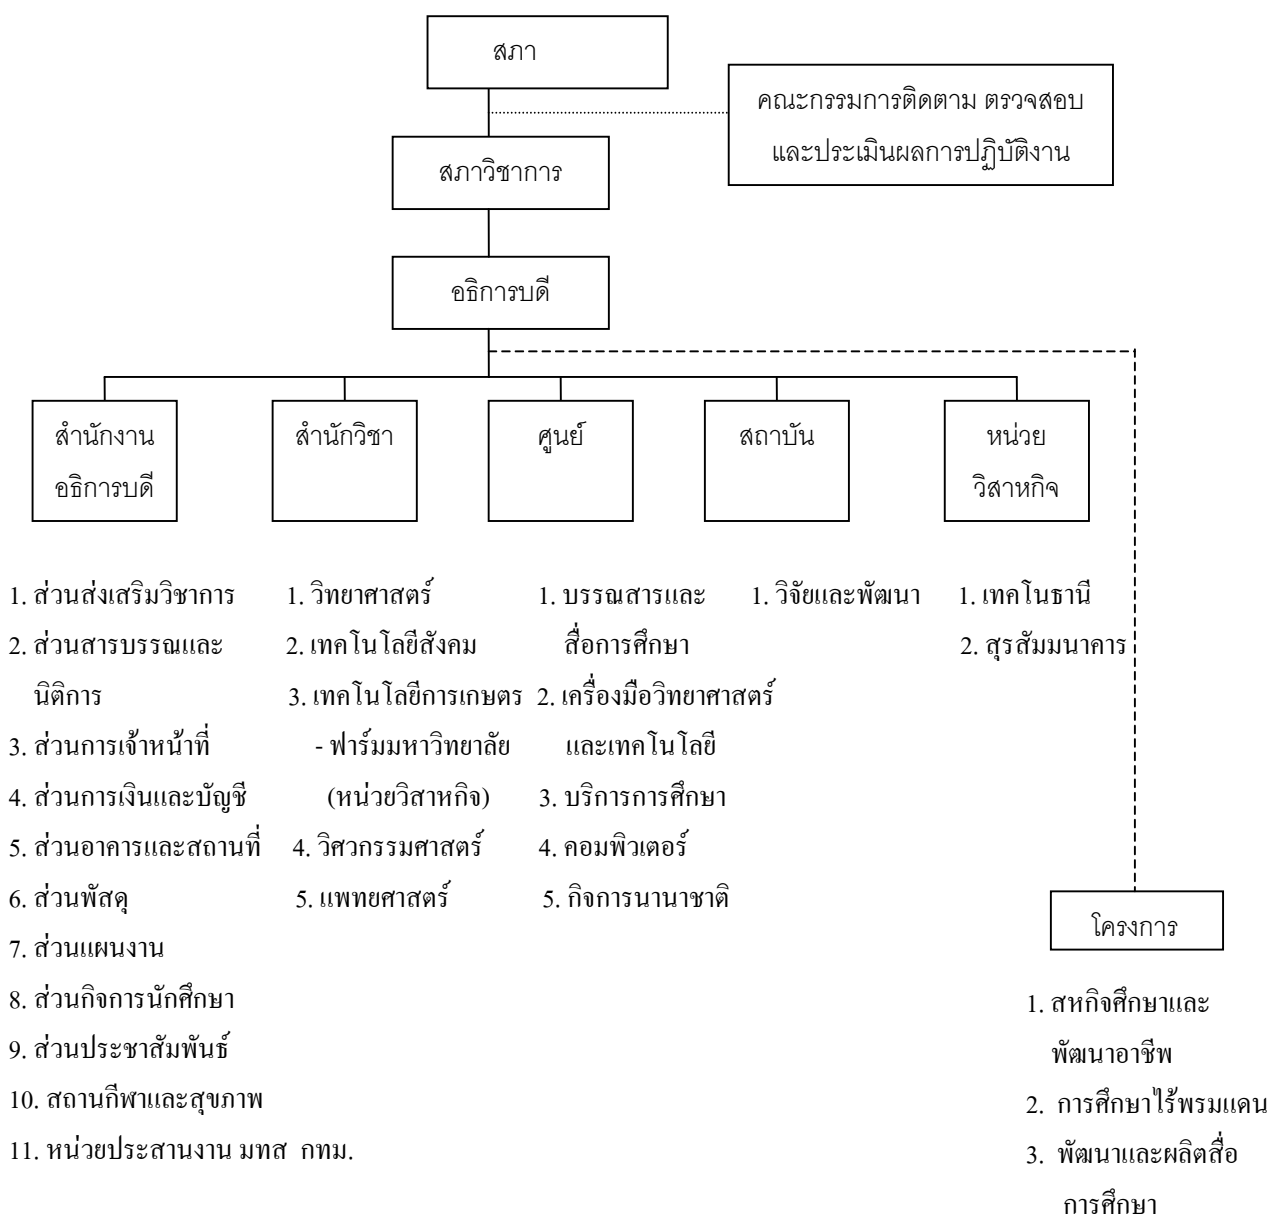 สภา
คณะกรรมการติดตาม ตรวจสอบ
และประเมินผลการปฏิบัติงาน
สภาวิชาการ
อธิการบดี
สำนักงาน
อธิการบดี
สำนักวิชา
ศูนย์
สถาบัน
หน่วย
วิสาหกิจ
1. ส่วนส่งเสริมวิชาการ
2. ส่วนสารบรรณและ
นิติการ
3. ส่วนการเจ้าหน้าที่
4. ส่วนการเงินและบัญชี
5. ส่วนอาคารและสถานที่
6. ส่วนพัสดุ
7. ส่วนแผนงาน
8. ส่วนกิจการนักศึกษา
9. ส่วนประชาสัมพันธ์
10. สถานกีฬาและสุขภาพ
11. หน่วยประสานงาน มทส กทม.
1. วิทยาศาสตร์
2. เทคโนโลยีสังคม
3. เทคโนโลยีการเกษตร
- ฟาร์มมหาวิทยาลัย
(หน่วยวิสาหกิจ)
4. วิศวกรรมศาสตร์
5. แพทยศาสตร์
1. บรรณสารและ
สื่อการศึกษา
2. เครื่องมือวิทยาศาสตร์
และเทคโนโลยี
3. บริการการศึกษา
4. คอมพิวเตอร์
5. กิจการนานาชาติ
1. วิจัยและพัฒนา
1. เทคโนธานี
2. สุรสัมมนาคาร
โครงการ
1. สหกิจศึกษาและ
พัฒนาอาชีพ
2. การศึกษาไร้พรมแดน
3. พัฒนาและผลิตสื่อ
การศึกษา